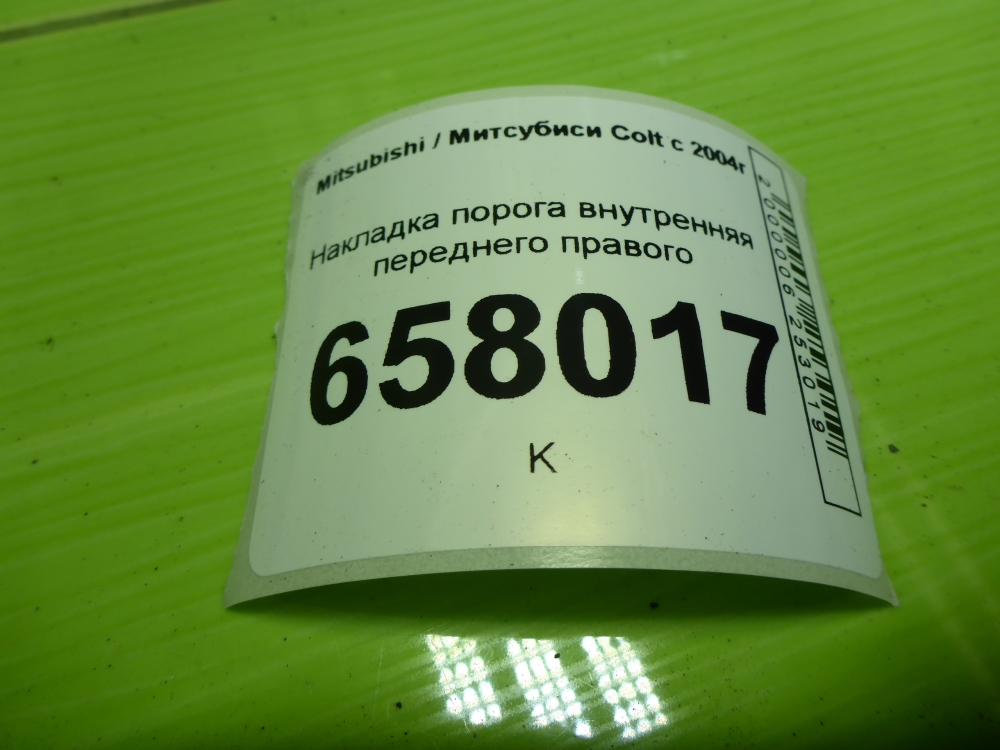 Mitsubishi / Митсубиси Colt с 2004г
Накладка порога внутренняя
переднего правого
658017
К
2000006253019